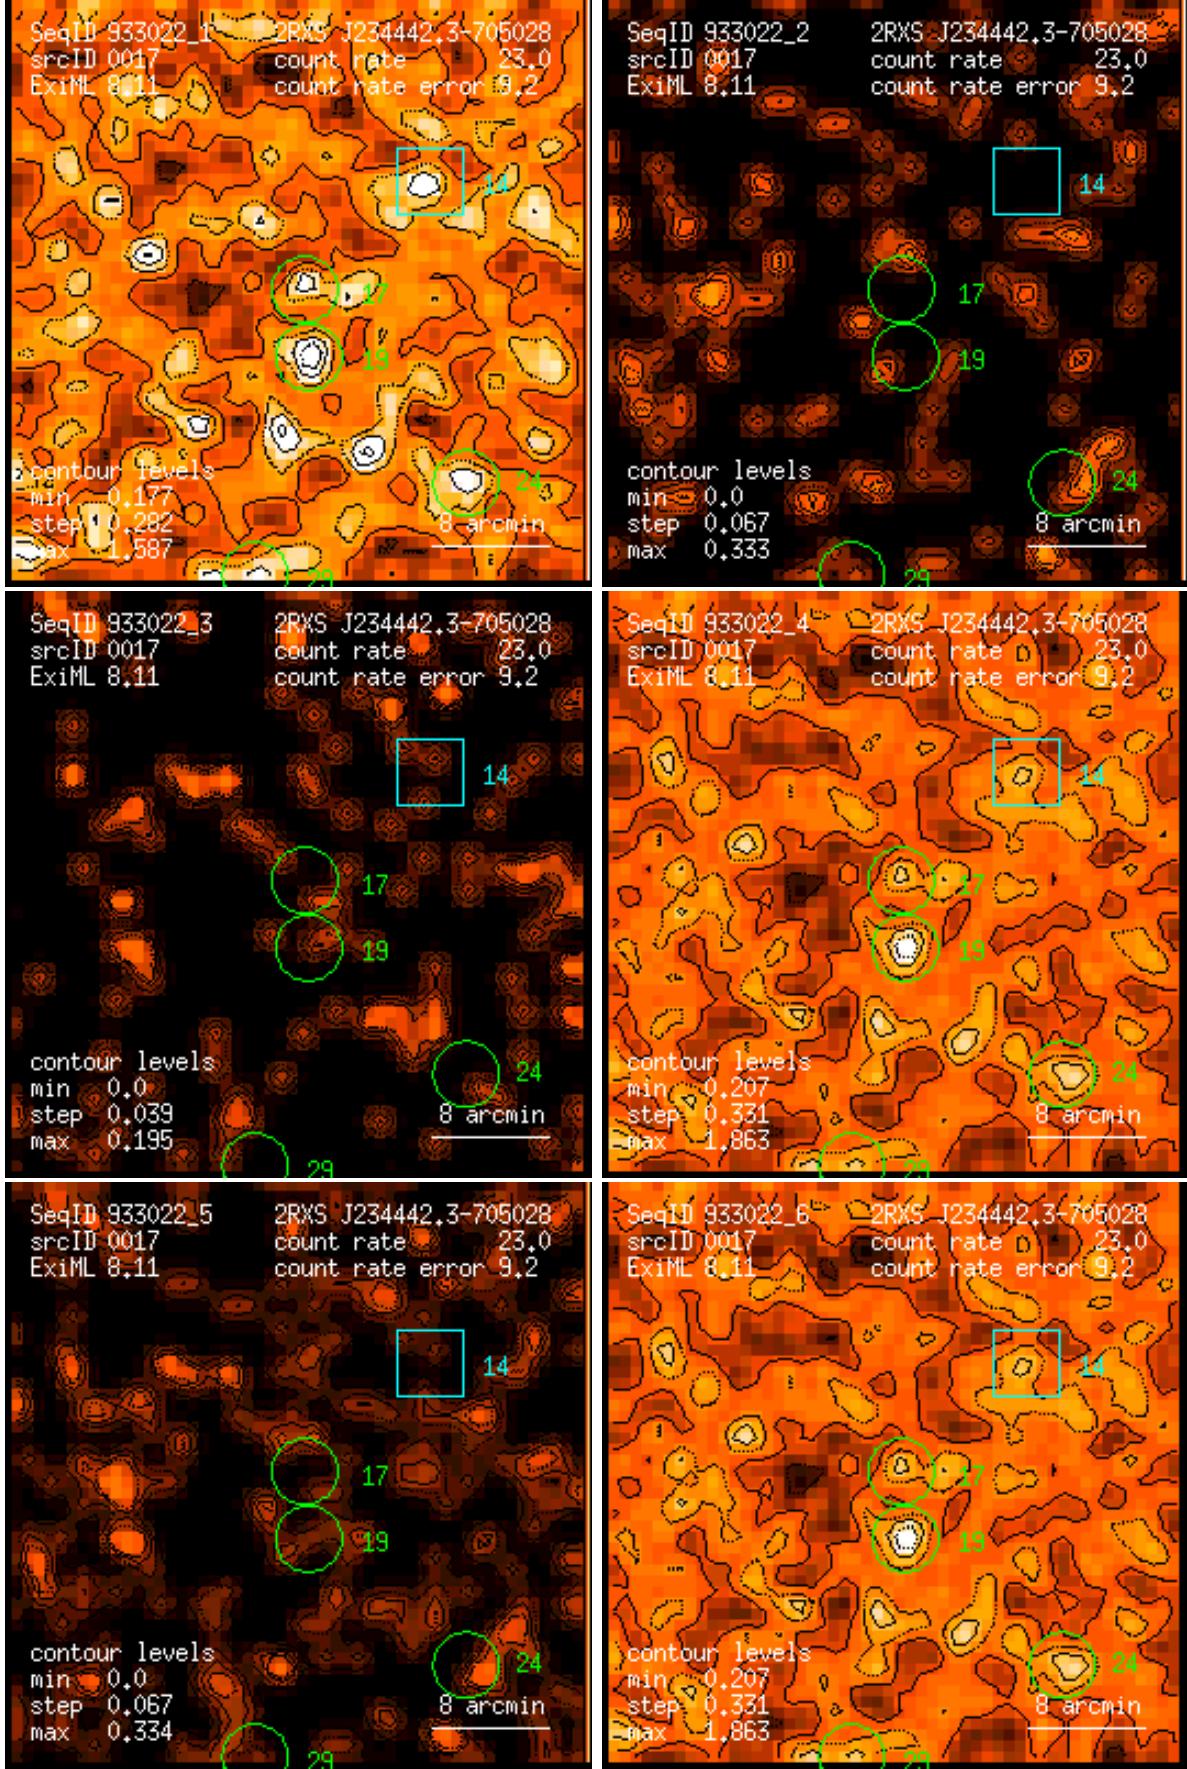 SeqID 933022_1 2RXS J234442.3-705028
srcID 0017 count rate 23.0
ExiML 8.11 count rate error 9.2
14
17
19
contour levels
min 0.177
24
step 0.282 8 arcmin
max 1.587
29
SeqID 933022_2 2RXS J234442.3-705028
srcID 0017 count rate 23.0
ExiML 8.11 count rate error 9.2
14
17
19
contour levels
min 0.0
24
step 0.067 8 arcmin
max 0.333
29
SeqID 933022_3 2RXS J234442.3-705028
srcID 0017 count rate 23.0
ExiML 8.11 count rate error 9.2
14
17
19
contour levels
24
min 0.0
step 0.039 8 arcmin
max 0.195
29
SeqID 933022_4 2RXS J234442.3-705028
srcID 0017 count rate 23.0
ExiML 8.11 count rate error 9.2
14
17
19
contour levels
24
min 0.207
step 0.331 8 arcmin
max 1.863
29
SeqID 933022_5 2RXS J234442.3-705028
srcID 0017 count rate 23.0
ExiML 8.11 count rate error 9.2
14
17
19
contour levels
24
min 0.0
step 0.067 8 arcmin
max 0.334
29
SeqID 933022_6 2RXS J234442.3-705028
srcID 0017 count rate 23.0
ExiML 8.11 count rate error 9.2
14
17
19
contour levels
24
min 0.207
step 0.331 8 arcmin
max 1.863
29